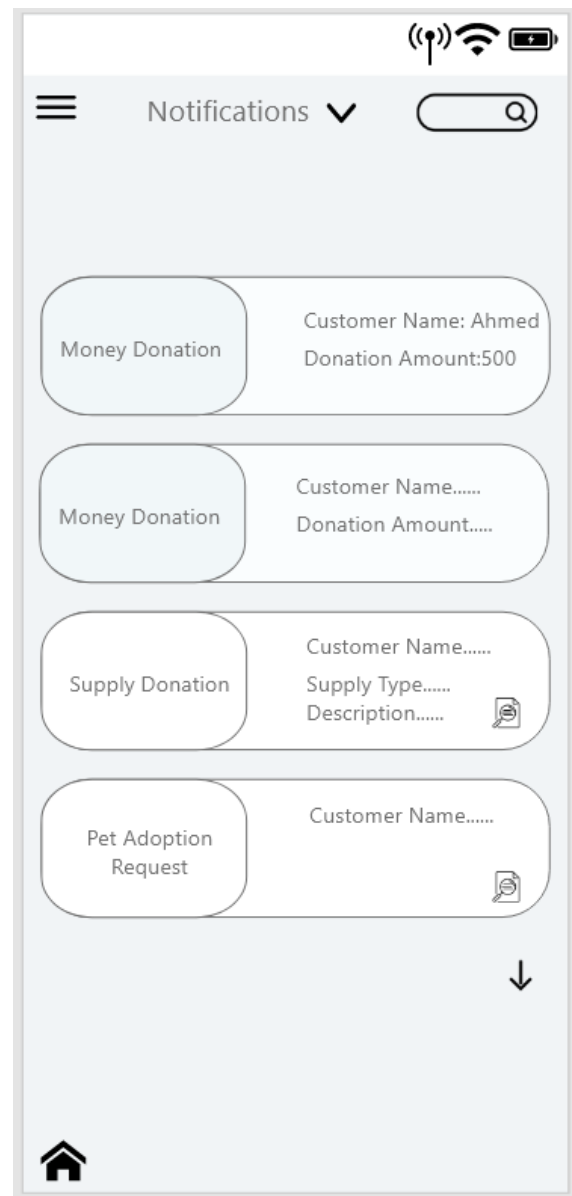 Notifications
Money Donation
Customer Name: Ahmed
Donation Amount:500
Money Donation
Customer Name......
Donation Amount.....
Supply Donation
Customer Name......
Supply Type......
Description......
Pet Adoption
Request
Customer Name......